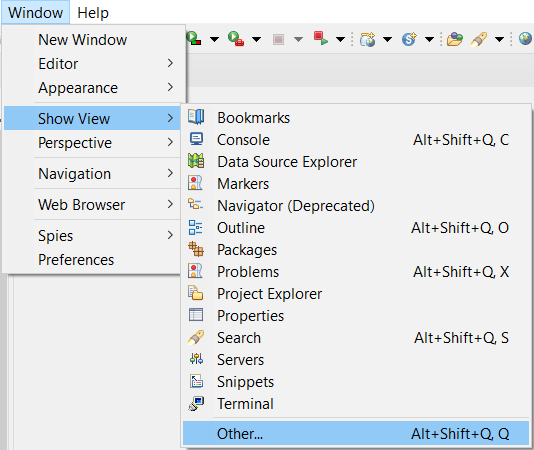 Window Help
New Window
Editor
Appearance
Show View
Perspective
Navigation
Web Browser
Spies
Preferences
Bookmarks
Console Alt+Shift+Q, C
Data Source Explorer
Markers
Navigator (Deprecated)
Outline Alt+Shift+Q, O
Packages
Problems Alt+Shift+Q, X
Project Explorer
Properties
Search Alt+Shift+Q, S
Servers
Snippets
Terminal
Other... Alt+Shift+Q, Q